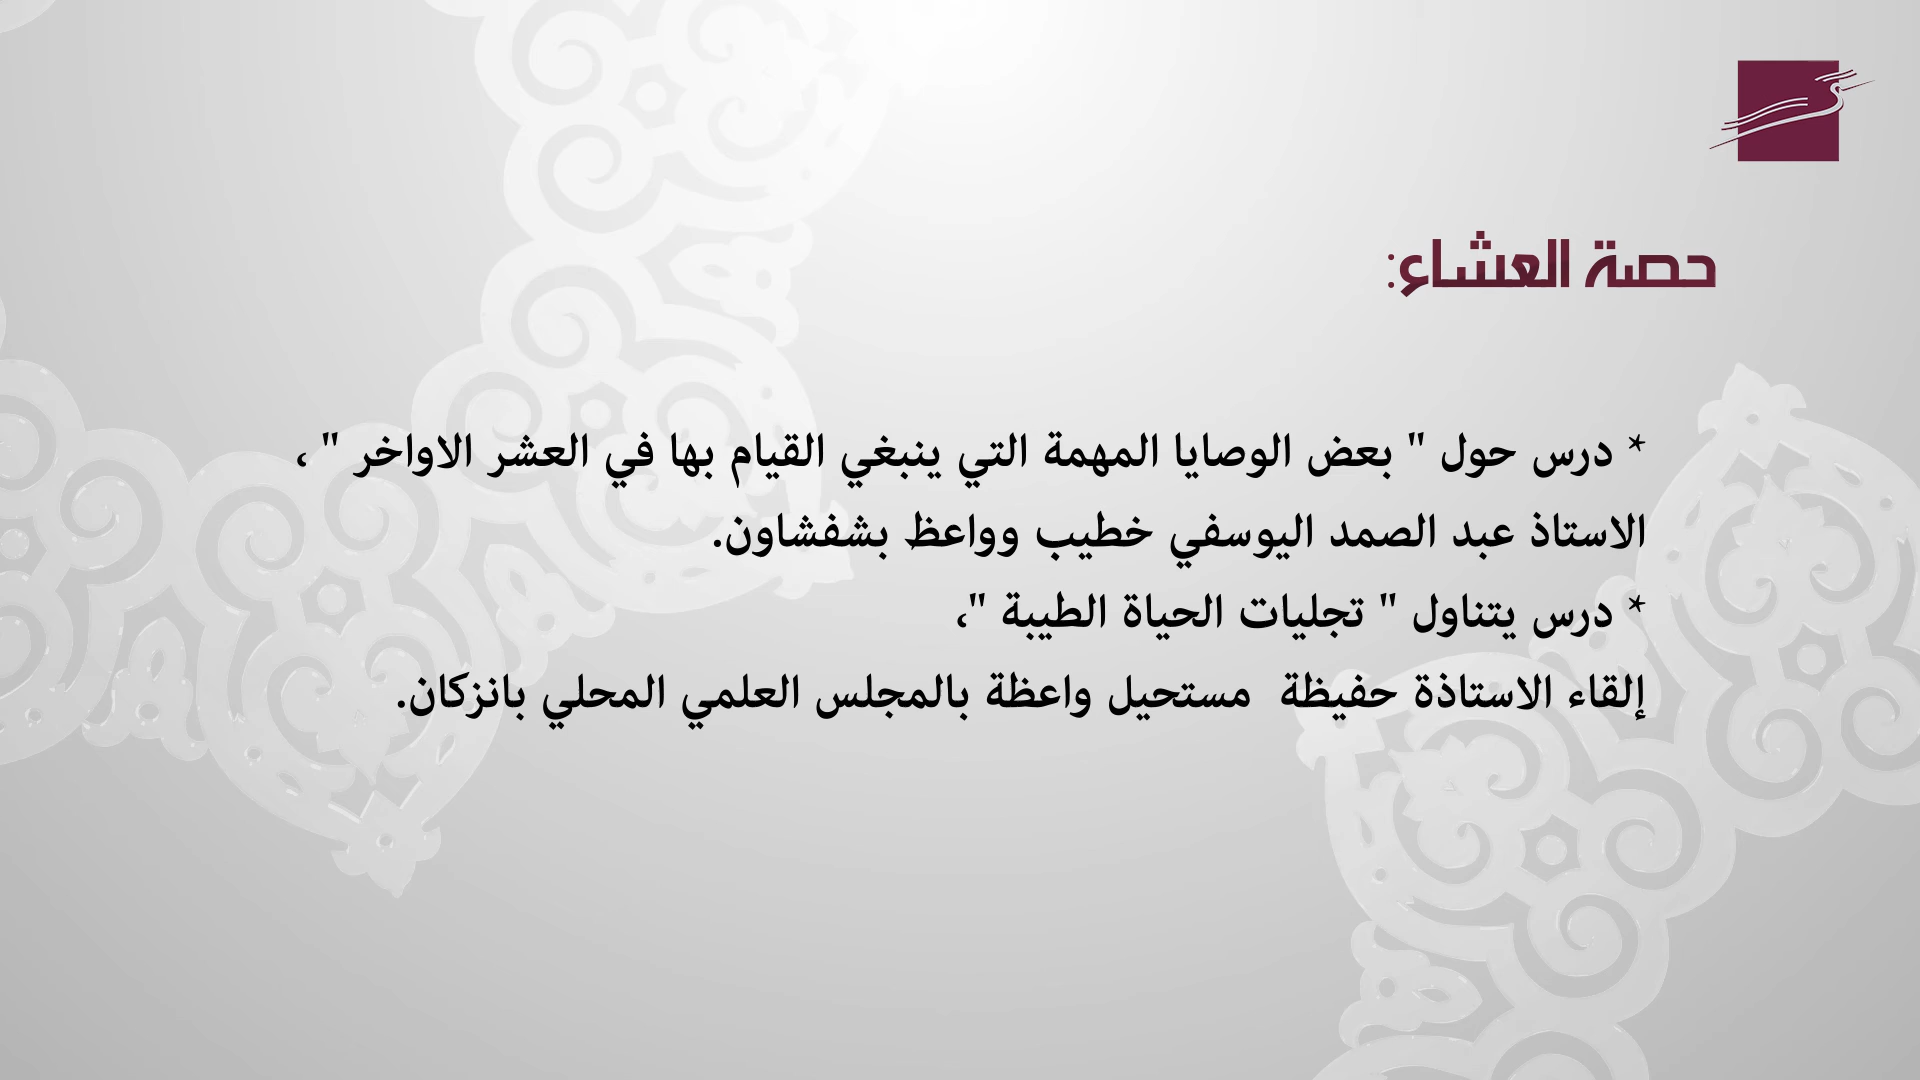 حصة العشاء:
* درس حول " بعض الوصايا المهمة التي ينبغي القيام بها في العشر الاواخر " ،
الاستاذ عبد الصمد اليوسفي خطيب وواعظ بشفشاون.
* درس يتناول " تجليات الحياة الطيبة "،
إلقاء الاستاذة حفيظة  مستحيل واعظة بالمجلس العلمي المحلي بانزكان.